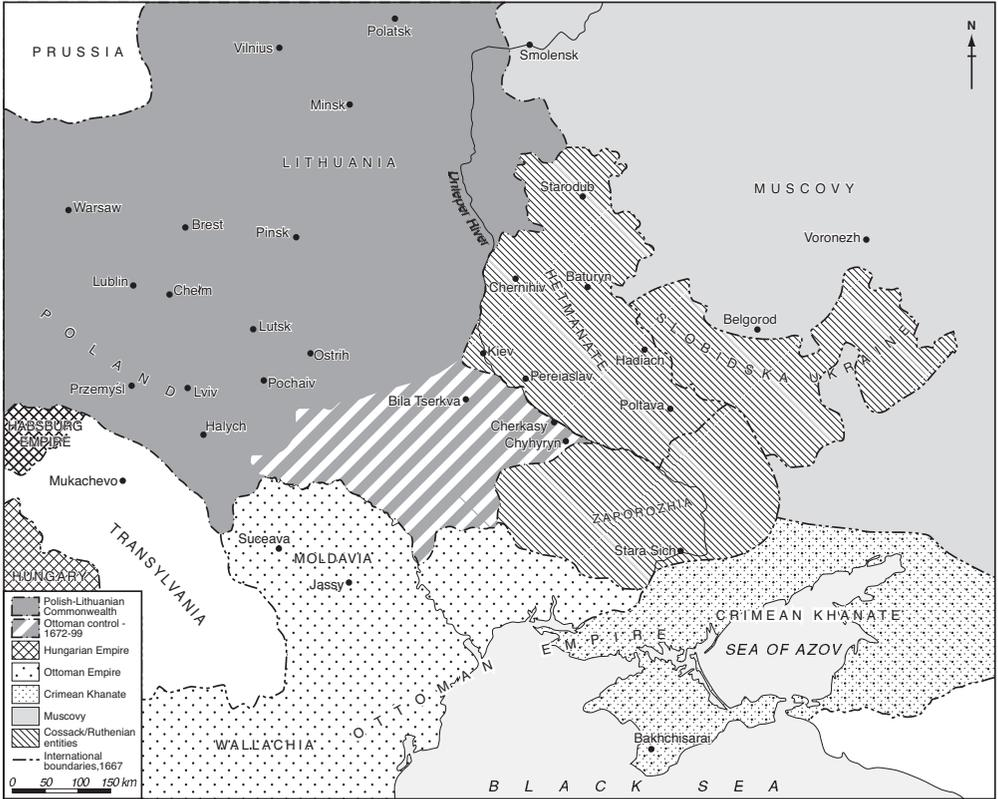 PRUSSIA
Vilnius
Polatsk
Smolensk
N
Minsk
LITHUANIA
Dnieper River
Starodub
MUSCOVY
Warsaw
Brest
Pinsk
Voronezh
Lublin
Chełm
Chernihiv
Baturyn
HETMANATE
POLAND
Lutsk
Ostrih
Kiev
Hadiach
Belgorod
SLOBIDSKA UKRAINE
Przemyśl
Lviv
Pochaiv
Pereiaslav
Bila Tserkva
Poltava
Halych
Cherkasy
Chyhyryn
HABSBURG
EMPIRE
Mukachevo
ZAPOROZHIA
TRANSYLVANIA
Suceava
MOLDAVIA
Stara Sich
Jassy
HUNGARY
CRIMEAN KHANATE
SEA OF AZOV
OTTOMAN EMPIRE
WALLACHIA
Bakhchisarai
BLACK SEA
Polish-Lithuanian
Commonwealth
Ottoman control -
1672-99
Hungarian Empire
Ottoman Empire
Crimean Khanate
Muscovy
Cossack/Ruthenian
entities
International
boundaries,1667
0 50 100 150 km